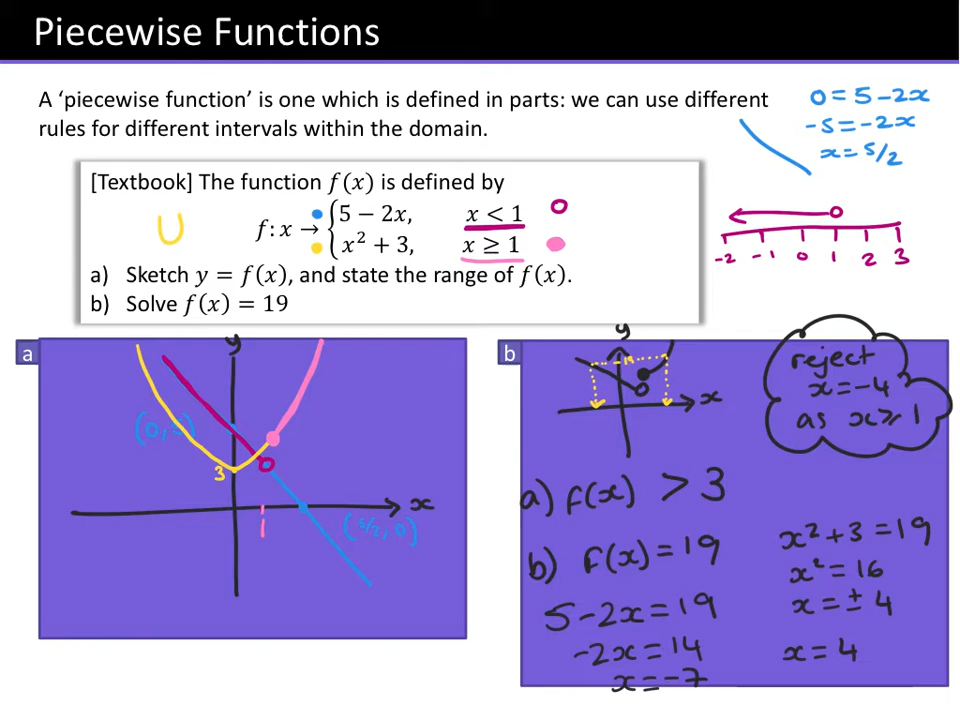 Piecewise Functions
A ‘piecewise function’ is one which is defined in parts: we can use different
rules for different intervals within the domain.
0 = 5 - 2x
-5 = -2x
x = 5/2
[Textbook] The function f(x) is defined by
f: x → { 5 − 2x, x < 1
x² + 3, x ≥ 1
a) Sketch y = f(x), and state the range of f(x).
b) Solve f(x) = 19
-2 -1 0 1 2 3
a
y
3
x
1
(5/2, 0)
b
y
19
x
reject
x = -4
as x ≥ 1
a) f(x) > 3
b) f(x) = 19
5 - 2x = 19
-2x = 14
x = -7
x² + 3 = 19
x² = 16
x = ± 4
x = 4